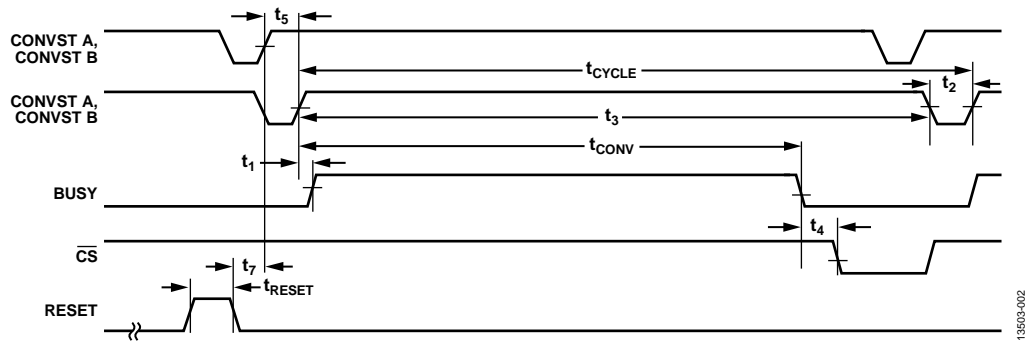 t5
CONVST A,
CONVST B
tCYCLE
t2
CONVST A,
CONVST B
t3
tCONV
t1
BUSY
t4
CS
t7
tRESET
RESET
13503-002